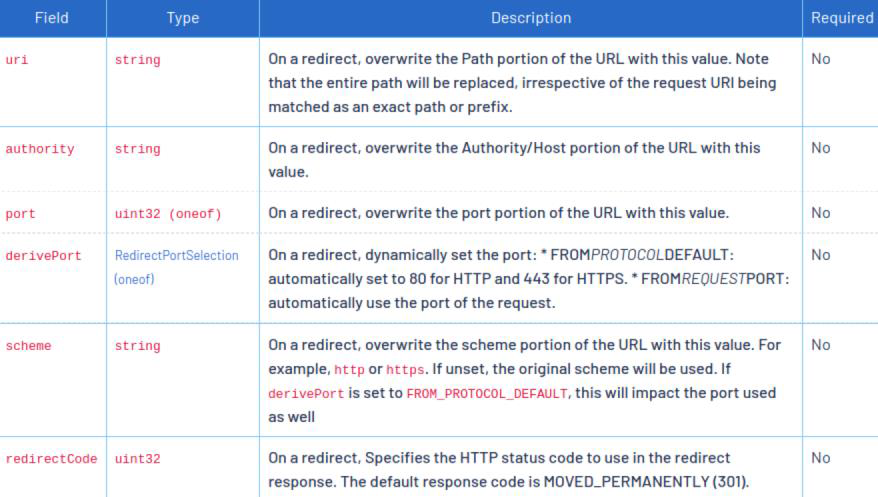 Field Type Description Required
uri string On a redirect, overwrite the Path portion of the URL with this value. Note No
that the entire path will be replaced, irrespective of the request URI being
matched as an exact path or prefix.
authority string On a redirect, overwrite the Authority/Host portion of the URL with this No
value.
port uint32 (oneof) On a redirect, overwrite the port portion of the URL with this value. No
derivePort RedirectPortSelection On a redirect, dynamically set the port: * FROMPROTOCOLDEFAULT: No
(oneof) automatically set to 80 for HTTP and 443 for HTTPS. * FROMREQUESTPORT:
automatically use the port of the request.
scheme string On a redirect, overwrite the scheme portion of the URL with this value. For No
example, http or https. If unset, the original scheme will be used. If
derivePort is set to FROM_PROTOCOL_DEFAULT, this will impact the port used
as well
redirectCode uint32 On a redirect, Specifies the HTTP status code to use in the redirect No
response. The default response code is MOVED_PERMANENTLY (301).